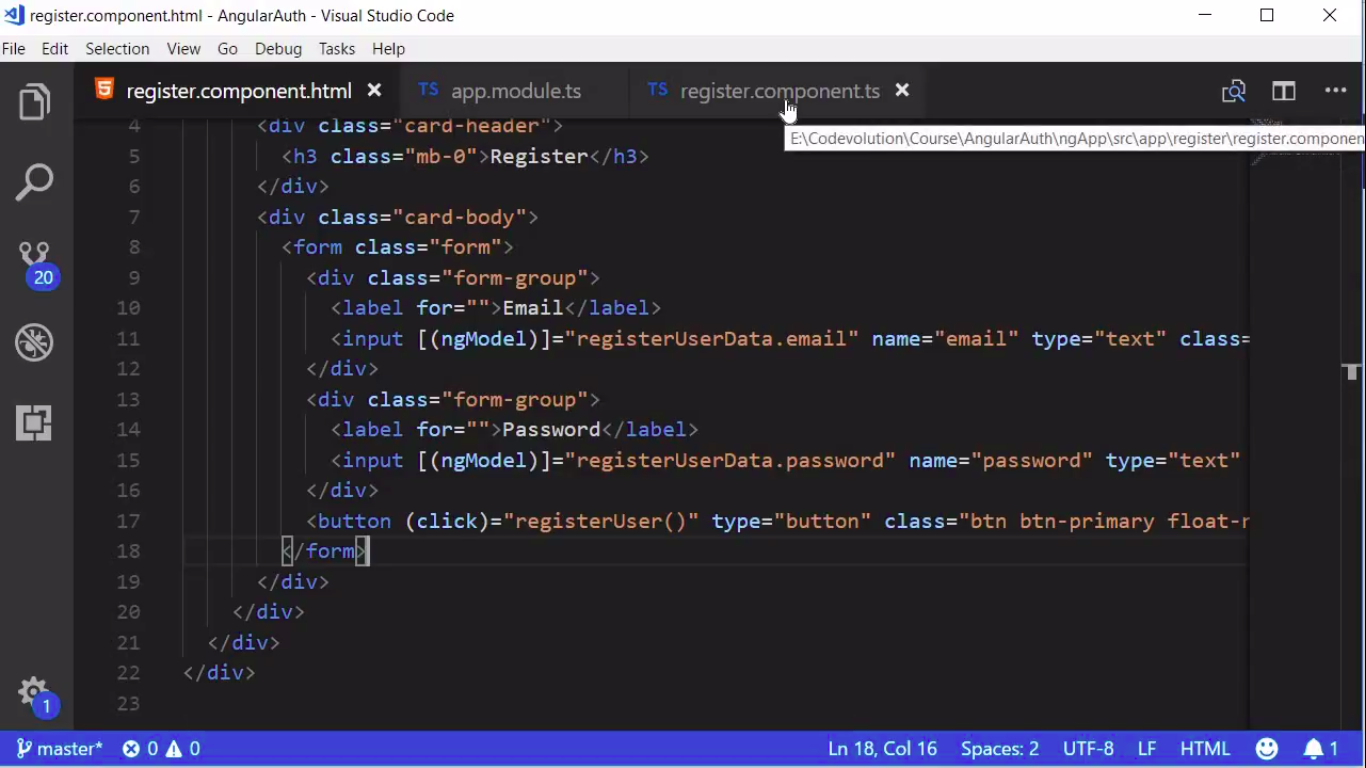 register.component.html - AngularAuth - Visual Studio Code
File Edit Selection View Go Debug Tasks Help
register.component.html TS app.module.ts TS register.component.ts
E:\Codevolution\Course\AngularAuth\ngApp\src\app\register\register.componen
4 <div class="card-header">
5 <h3 class="mb-0">Register</h3>
6 </div>
7 <div class="card-body">
8 <form class="form">
9 <div class="form-group">
10 <label for="">Email</label>
11 <input [(ngModel)]="registerUserData.email" name="email" type="text" class=
12 </div>
13 <div class="form-group">
14 <label for="">Password</label>
15 <input [(ngModel)]="registerUserData.password" name="password" type="text"
16 </div>
17 <button (click)="registerUser()" type="button" class="btn btn-primary float-r
18 </form>
19 </div>
20 </div>
21 </div>
22 </div>
23
20
1
master* 0 0 Ln 18, Col 16 Spaces: 2 UTF-8 LF HTML 1